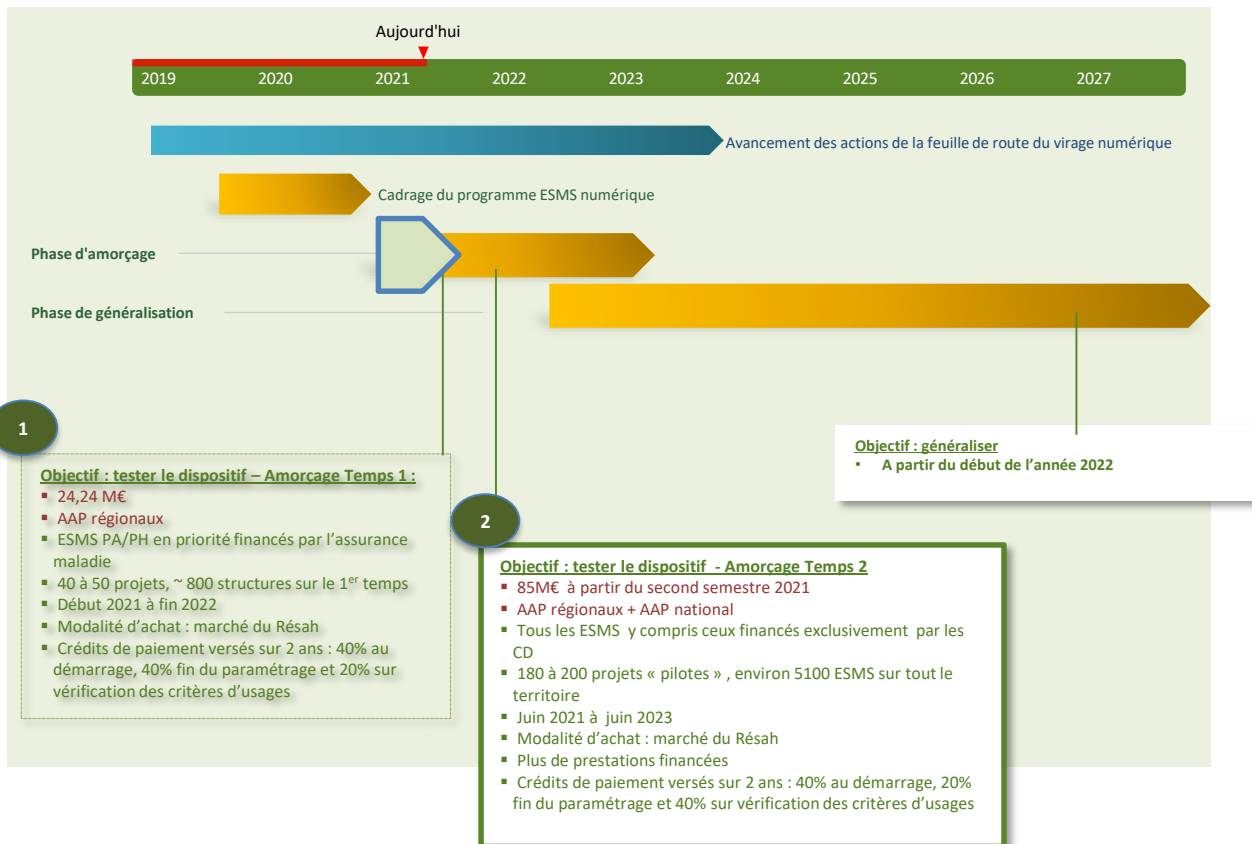 Aujourd'hui
2019 2020 2021 2022 2023 2024 2025 2026 2027
Avancement des actions de la feuille de route du virage numérique
Cadrage du programme ESMS numérique
Phase d'amorçage
Phase de généralisation
1
Objectif : tester le dispositif – Amorçage Temps 1 :
▪ 24,24 M€
▪ AAP régionaux
▪ ESMS PA/PH en priorité financés par l'assurance
maladie
▪ 40 à 50 projets, ~ 800 structures sur le 1er temps
▪ Début 2021 à fin 2022
▪ Modalité d'achat : marché du Résah
▪ Crédits de paiement versés sur 2 ans : 40% au
démarrage, 40% fin du paramétrage et 20% sur
vérification des critères d'usages
2
Objectif : tester le dispositif - Amorçage Temps 2
▪ 85M€ à partir du second semestre 2021
▪ AAP régionaux + AAP national
▪ Tous les ESMS y compris ceux financés exclusivement par les
CD
▪ 180 à 200 projets « pilotes » , environ 5100 ESMS sur tout le
territoire
▪ Juin 2021 à juin 2023
▪ Modalité d'achat : marché du Résah
▪ Plus de prestations financées
▪ Crédits de paiement versés sur 2 ans : 40% au démarrage, 20%
fin du paramétrage et 40% sur vérification des critères d'usages
Objectif : généraliser
• A partir du début de l'année 2022